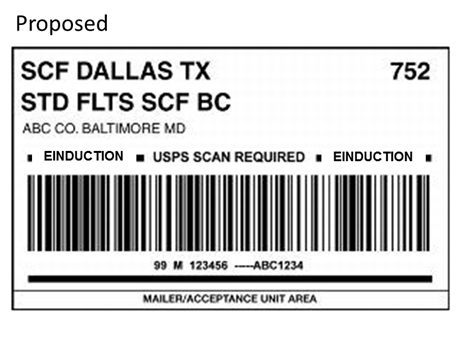 Proposed
SCF DALLAS TX 752
STD FLTS SCF BC
ABC CO. BALTIMORE MD
EINDUCTION ■ USPS SCAN REQUIRED ■ EINDUCTION
99 M 123456 -----ABC1234
MAILER/ACCEPTANCE UNIT AREA